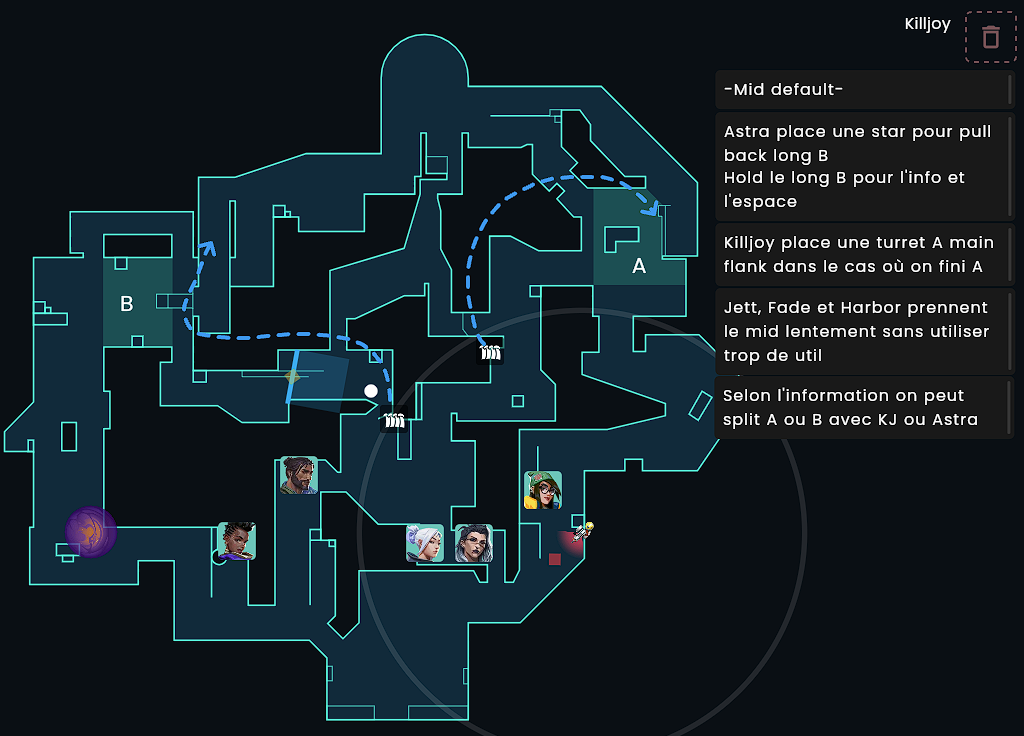 Killjoy
-Mid default-
Astra place une star pour pull
back long B
Hold le long B pour l'info et
l'espace
Killjoy place une turret A main
flank dans le cas où on fini A
Jett, Fade et Harbor prennent
le mid lentement sans utiliser
trop de util
Selon l'information on peut
split A ou B avec KJ ou Astra
A
B